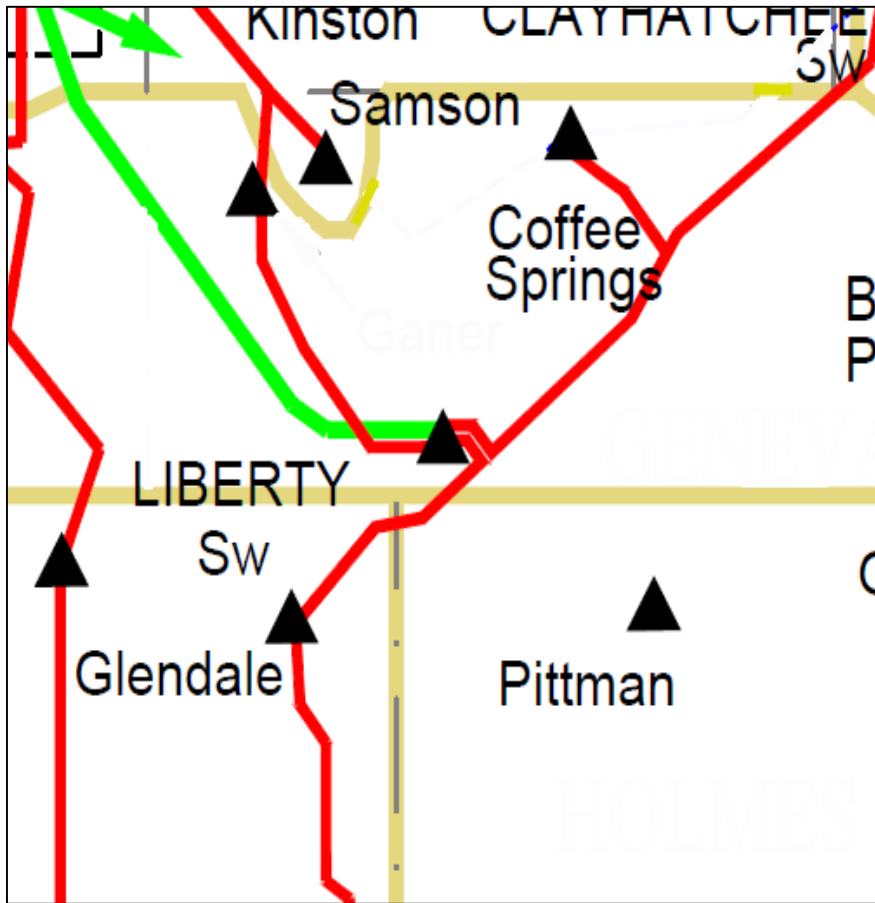 Kinston
CLAYHATCHEE
SW
Samson
Coffee
Springs
B
P
Ganer
GENEVA
LIBERTY
SW
C
Glendale
Pittman
HOLMES